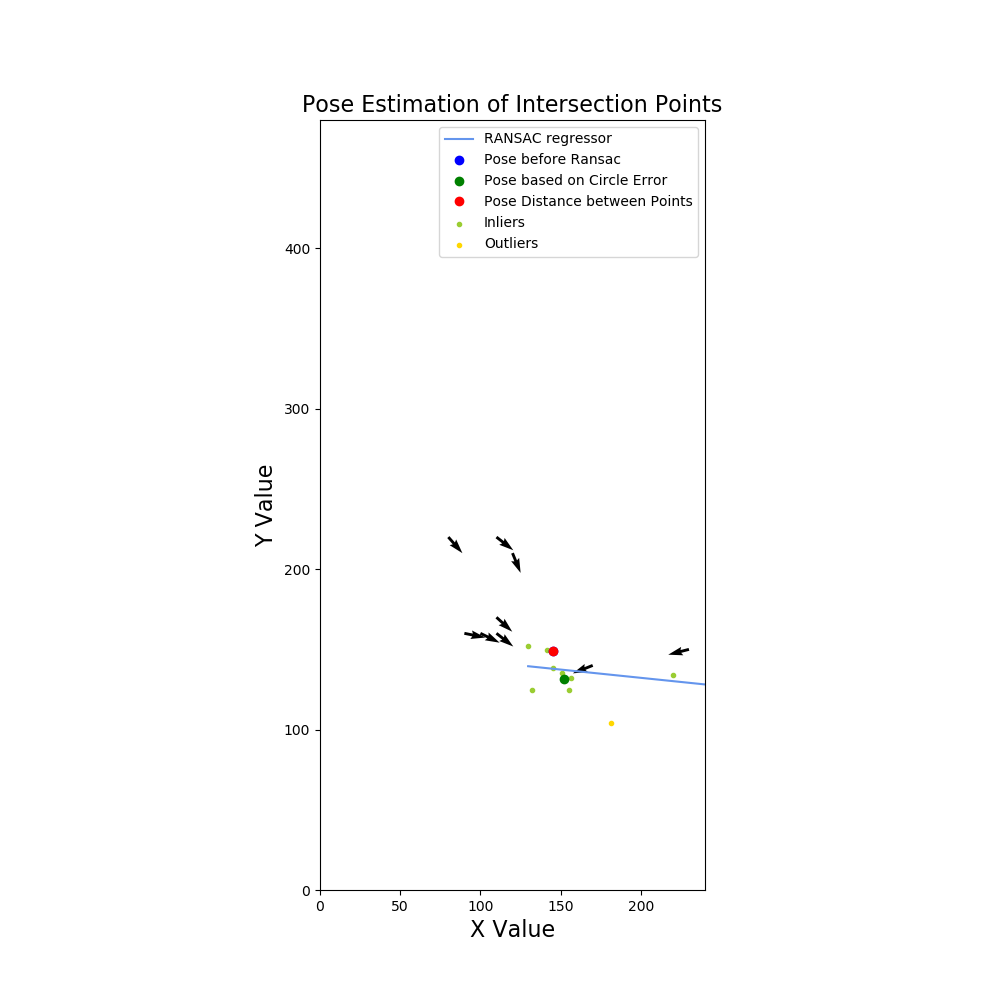 Pose Estimation of Intersection Points
RANSAC regressor
Pose before Ransac
Pose based on Circle Error
Pose Distance between Points
Inliers
Outliers
400
300
200
100
0
Y Value
0 50 100 150 200
X Value